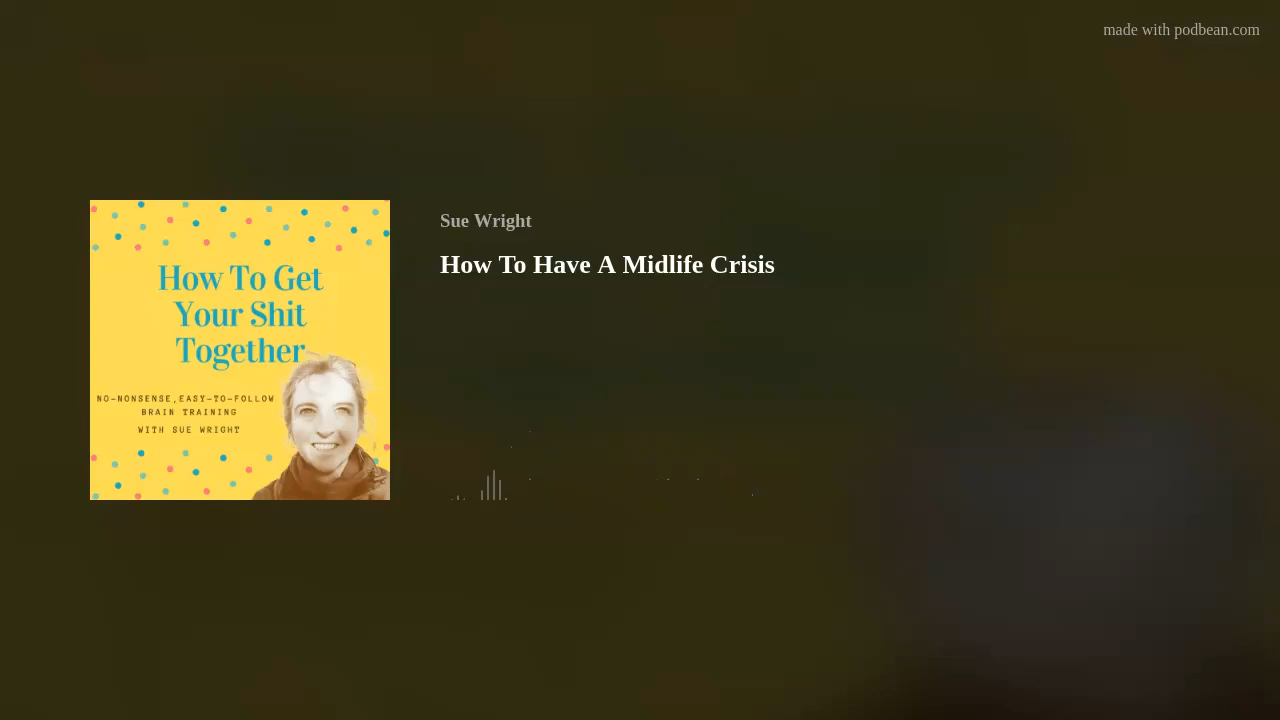 made with podbean.com
How To Get
Your Shit
Together
NO-NONSENSE, EASY-TO-FOLLOW
BRAIN TRAINING
WITH SUE WRIGHT
Sue Wright
How To Have A Midlife Crisis